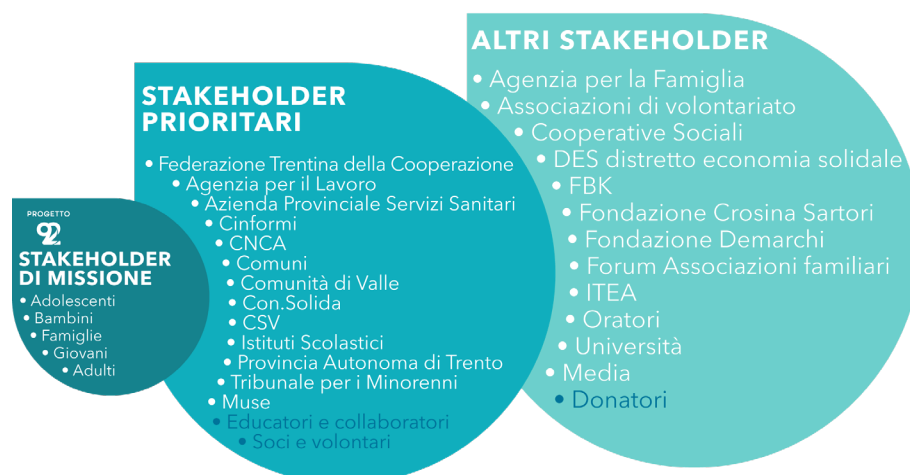 PROGETTO
92
STAKEHOLDER
DI MISSIONE
• Adolescenti
• Bambini
• Famiglie
• Giovani
• Adulti
STAKEHOLDER
PRIORITARI
• Federazione Trentina della Cooperazione
• Agenzia per il Lavoro
• Azienda Provinciale Servizi Sanitari
• Cinformi
• CNCA
• Comuni
• Comunità di Valle
• Con.Solida
• CSV
• Istituti Scolastici
• Provincia Autonoma di Trento
• Tribunale per i Minorenni
• Muse
• Educatori e collaboratori
• Soci e volontari
ALTRI STAKEHOLDER
• Agenzia per la Famiglia
• Associazioni di volontariato
• Cooperative Sociali
• DES distretto economia solidale
• FBK
• Fondazione Crosina Sartori
• Fondazione Demarchi
• Forum Associazioni familiari
• ITEA
• Oratori
• Università
• Media
• Donatori